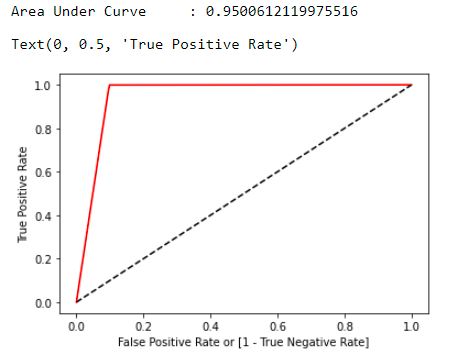 Area Under Curve     : 0.9500612119975516
Text(0, 0.5, 'True Positive Rate')
1.0
0.8
0.6
0.4
0.2
0.0
True Positive Rate
0.0 0.2 0.4 0.6 0.8 1.0
False Positive Rate or [1 - True Negative Rate]